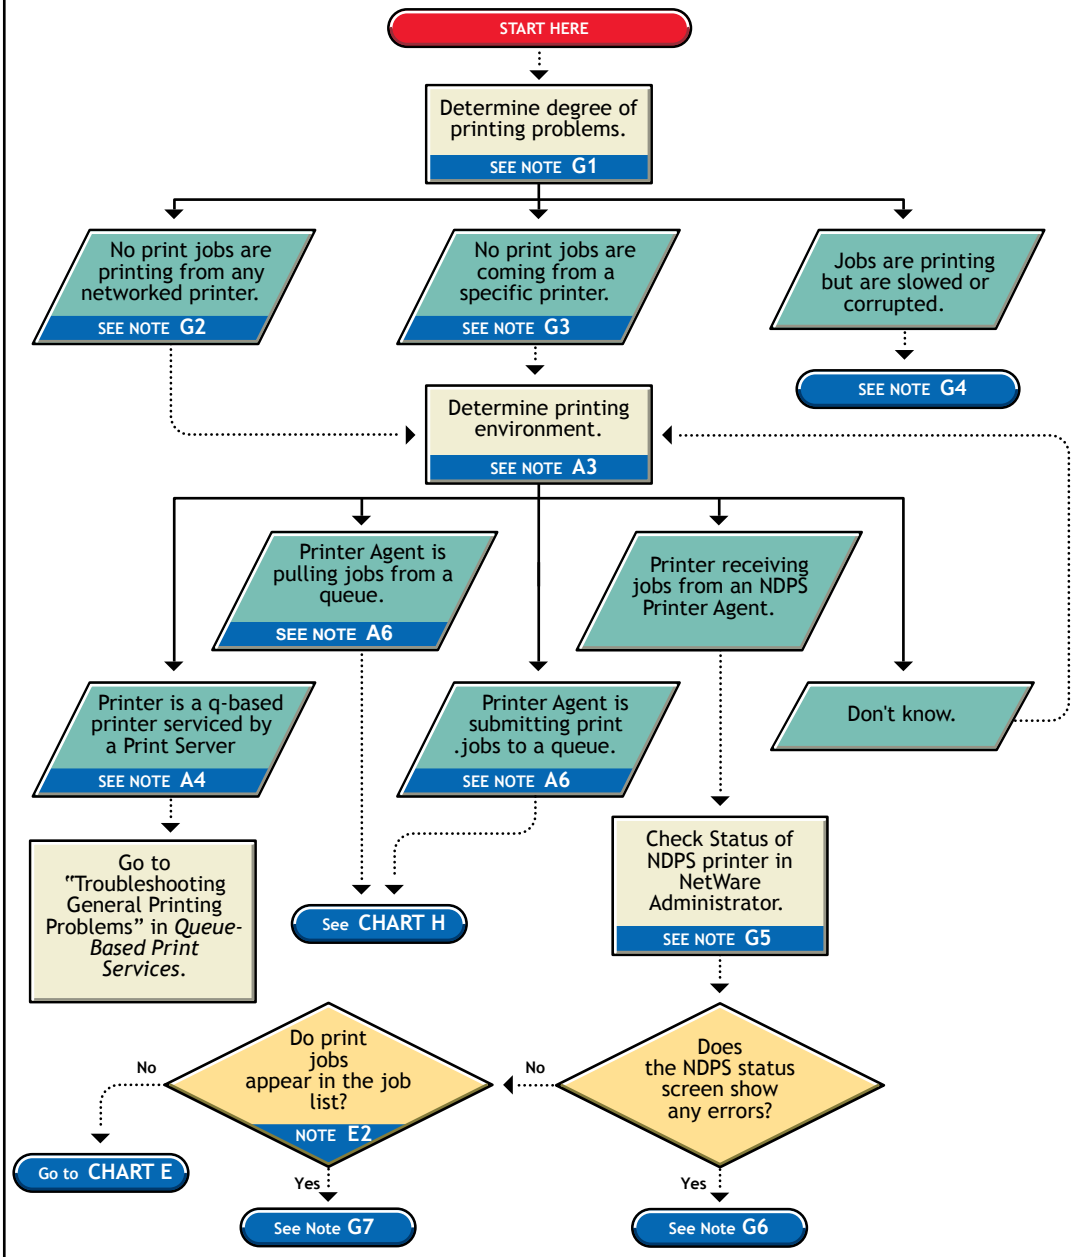 START HERE
Determine degree of
printing problems.
SEE NOTE G1
No print jobs are
printing from any
networked printer.
SEE NOTE G2
No print jobs are
coming from a
specific printer.
SEE NOTE G3
Jobs are printing
but are slowed or
corrupted.
SEE NOTE G4
Determine printing
environment.
SEE NOTE A3
Printer Agent is
pulling jobs from a
queue.
SEE NOTE A6
Printer receiving
jobs from an NDPS
Printer Agent.
Printer is a q-based
printer serviced by
a Print Server
SEE NOTE A4
Printer Agent is
submitting print
.jobs to a queue.
SEE NOTE A6
Don't know.
Go to
“Troubleshooting
General Printing
Problems” in Queue-
Based Print
Services.
See CHART H
Check Status of
NDPS printer in
NetWare
Administrator.
SEE NOTE G5
Do print
jobs
appear in the job
list?
NOTE E2
Does
the NDPS status
screen show
any errors?
No
No
Go to CHART E
Yes
Yes
See Note G7
See Note G6